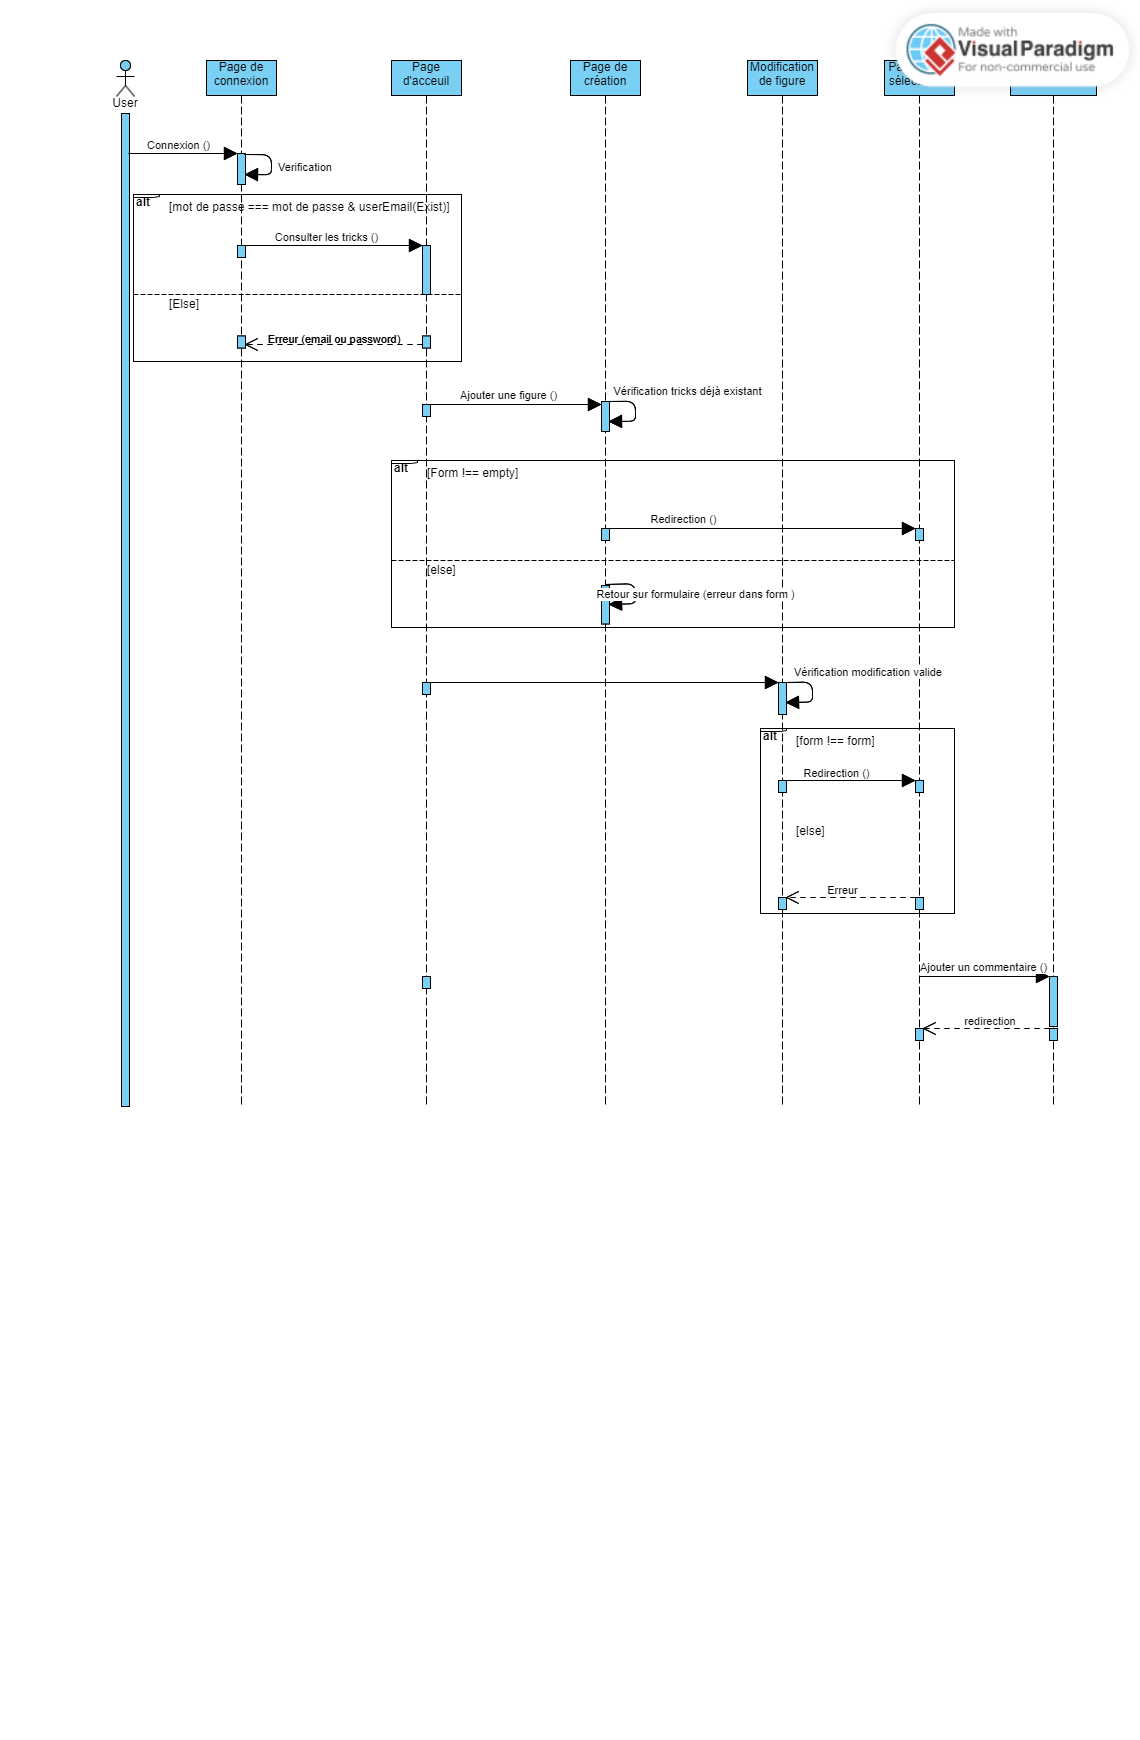 Made with
Visual Paradigm
For non-commercial use
User
Page de
connexion
Page
d'acceuil
Page de
création
Modification
de figure
Connexion ()
Verification
alt
[mot de passe === mot de passe & userEmail(Exist)]
Consulter les tricks ()
[Else]
Erreur (email ou password)
Ajouter une figure ()
Vérification tricks déjà existant
alt
[Form !== empty]
Redirection ()
[else]
Retour sur formulaire (erreur dans form )
Vérification modification valide
alt
[form !== form]
Redirection ()
[else]
Erreur
Ajouter un commentaire ()
redirection